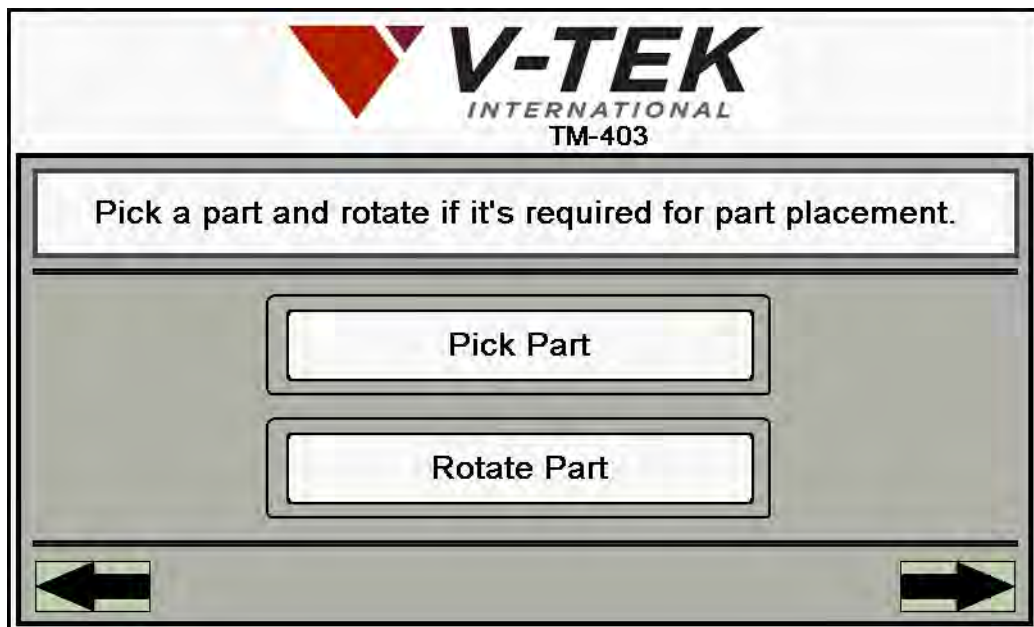 V-TEK
INTERNATIONAL
TM-403
Pick a part and rotate if it's required for part placement.
Pick Part
Rotate Part